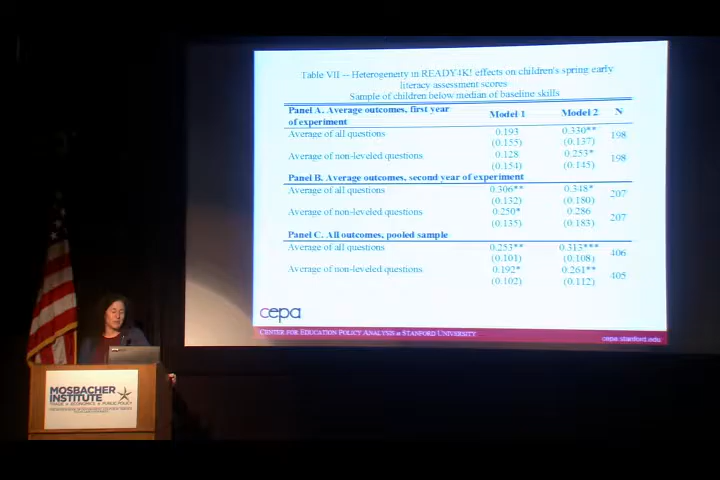 Table VII -- Heterogeneity in READY4K! effects on children's spring early
literacy assessment scores
Sample of children below median of baseline skills
Panel A. Average outcomes, first year
of experiment Model 1 Model 2 N
Average of all questions 0.193 0.330** 198
(0.155) (0.137)
Average of non-leveled questions 0.128 0.253* 198
(0.154) (0.145)
Panel B. Average outcomes, second year of experiment
Average of all questions 0.306** 0.348* 207
(0.132) (0.180)
Average of non-leveled questions 0.250* 0.286 207
(0.135) (0.183)
Panel C. All outcomes, pooled sample
Average of all questions 0.253** 0.313*** 406
(0.101) (0.108)
Average of non-leveled questions 0.192* 0.261** 405
(0.102) (0.112)
cepa
CENTER FOR EDUCATION POLICY ANALYSIS at STANFORD UNIVERSITY
cepa.stanford.edu
MOSBACHER
INSTITUTE
TRADE ECONOMICS PUBLIC POLICY